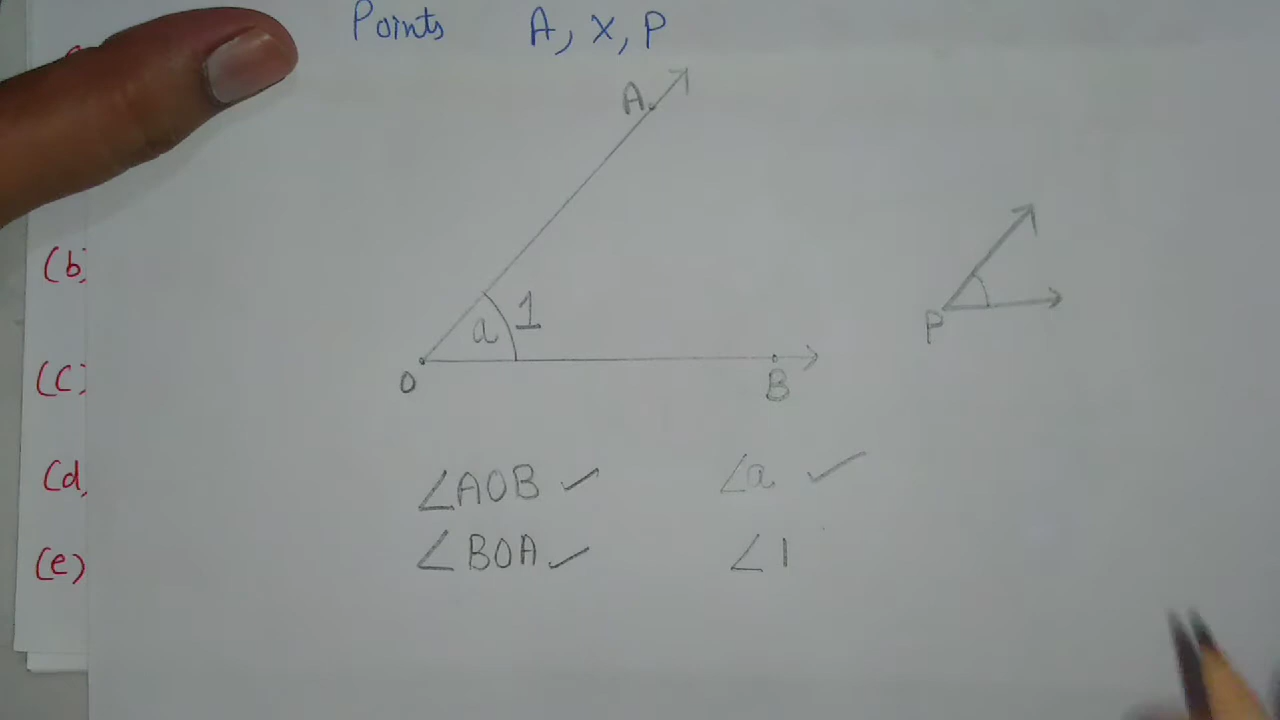 Points A, X, P
A
(b)
a 1
O
B
P
(C)
(d)
∠AOB ✓ ∠a ✓
∠BOA ✓ ∠1
(e)